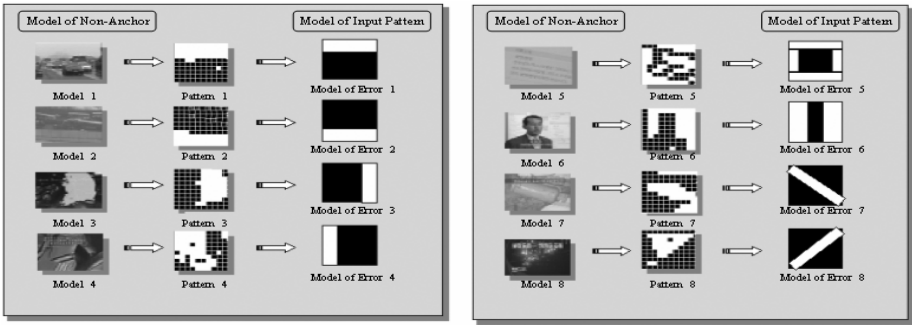 Model of Non-Anchor
Model of Input Pattern
Model 1
Pattern 1
Model of Error 1
Model 2
Pattern 2
Model of Error 2
Model 3
Pattern 3
Model of Error 3
Model 4
Pattern 4
Model of Error 4
Model of Non-Anchor
Model of Input Pattern
Model 5
Pattern 5
Model of Error 5
Model 6
Pattern 6
Model of Error 6
Model 7
Pattern 7
Model of Error 7
Model 8
Pattern 8
Model of Error 8